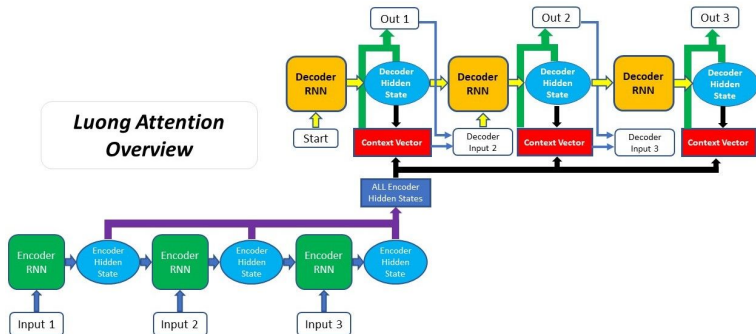 Out 1
Out 2
Out 3
Decoder
RNN
Decoder
Hidden
State
Decoder
RNN
Decoder
Hidden
State
Decoder
RNN
Decoder
Hidden
State
Luong Attention
Overview
Start
Context Vector
Decoder
Input 2
Context Vector
Decoder
Input 3
Context Vector
ALL Encoder
Hidden States
Encoder
RNN
Encoder
Hidden
State
Encoder
RNN
Encoder
Hidden
State
Encoder
RNN
Encoder
Hidden
State
Input 1
Input 2
Input 3